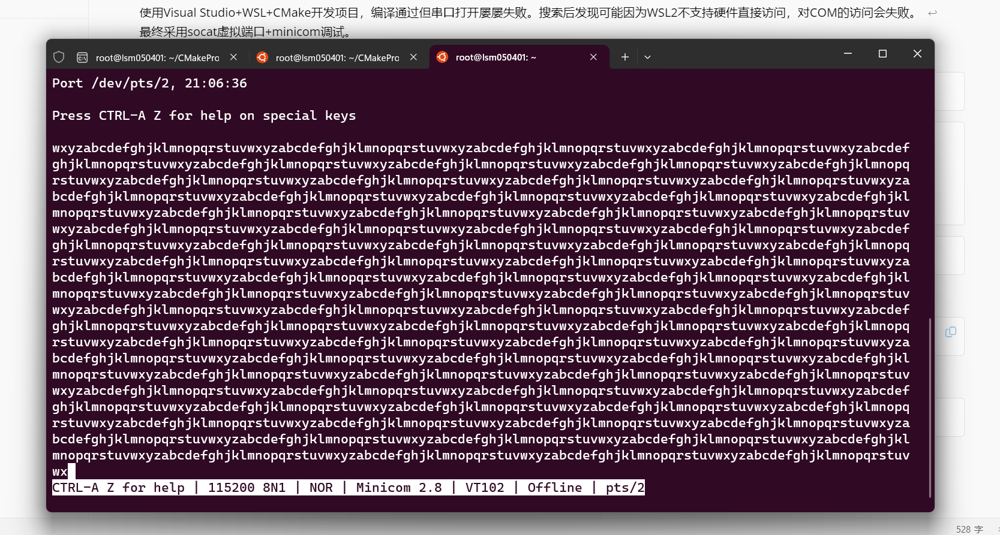 使用Visual Studio+WSL+CMake开发项目，编译通过但串口打开屡屡失败。搜索后发现可能因为WSL2不支持硬件直接访问，对COM的访问会失败。
最终采用socat虚拟端口+minicom调试。
root@lsm050401: ~/CMakePro root@lsm050401: ~/CMakePro root@lsm050401: ~
Port /dev/pts/2, 21:06:36
Press CTRL-A Z for help on special keys
wxyzabcdefghjklmnopqrstuvwxyzabcdefghjklmnopqrstuvwxyzabcdefghjklmnopqrstuvwxyzabcdefghjklmnopqrstuvwxyzabcdef
ghjklmnopqrstuvwxyzabcdefghjklmnopqrstuvwxyzabcdefghjklmnopqrstuvwxyzabcdefghjklmnopqrstuvwxyzabcdefghjklmnopq
rstuvwxyzabcdefghjklmnopqrstuvwxyzabcdefghjklmnopqrstuvwxyzabcdefghjklmnopqrstuvwxyzabcdefghjklmnopqrstuvwxyza
bcdefghjklmnopqrstuvwxyzabcdefghjklmnopqrstuvwxyzabcdefghjklmnopqrstuvwxyzabcdefghjklmnopqrstuvwxyzabcdefghjkl
mnopqrstuvwxyzabcdefghjklmnopqrstuvwxyzabcdefghjklmnopqrstuvwxyzabcdefghjklmnopqrstuvwxyzabcdefghjklmnopqrstuv
wxyzabcdefghjklmnopqrstuvwxyzabcdefghjklmnopqrstuvwxyzabcdefghjklmnopqrstuvwxyzabcdefghjklmnopqrstuvwxyzabcdef
ghjklmnopqrstuvwxyzabcdefghjklmnopqrstuvwxyzabcdefghjklmnopqrstuvwxyzabcdefghjklmnopqrstuvwxyzabcdefghjklmnopq
rstuvwxyzabcdefghjklmnopqrstuvwxyzabcdefghjklmnopqrstuvwxyzabcdefghjklmnopqrstuvwxyzabcdefghjklmnopqrstuvwxyza
bcdefghjklmnopqrstuvwxyzabcdefghjklmnopqrstuvwxyzabcdefghjklmnopqrstuvwxyzabcdefghjklmnopqrstuvwxyzabcdefghjkl
mnopqrstuvwxyzabcdefghjklmnopqrstuvwxyzabcdefghjklmnopqrstuvwxyzabcdefghjklmnopqrstuvwxyzabcdefghjklmnopqrstuv
wxyzabcdefghjklmnopqrstuvwxyzabcdefghjklmnopqrstuvwxyzabcdefghjklmnopqrstuvwxyzabcdefghjklmnopqrstuvwxyzabcdef
ghjklmnopqrstuvwxyzabcdefghjklmnopqrstuvwxyzabcdefghjklmnopqrstuvwxyzabcdefghjklmnopqrstuvwxyzabcdefghjklmnopq
rstuvwxyzabcdefghjklmnopqrstuvwxyzabcdefghjklmnopqrstuvwxyzabcdefghjklmnopqrstuvwxyzabcdefghjklmnopqrstuvwxyza
bcdefghjklmnopqrstuvwxyzabcdefghjklmnopqrstuvwxyzabcdefghjklmnopqrstuvwxyzabcdefghjklmnopqrstuvwxyzabcdefghjkl
mnopqrstuvwxyzabcdefghjklmnopqrstuvwxyzabcdefghjklmnopqrstuvwxyzabcdefghjklmnopqrstuvwxyzabcdefghjklmnopqrstuv
wxyzabcdefghjklmnopqrstuvwxyzabcdefghjklmnopqrstuvwxyzabcdefghjklmnopqrstuvwxyzabcdefghjklmnopqrstuvwxyzabcdef
ghjklmnopqrstuvwxyzabcdefghjklmnopqrstuvwxyzabcdefghjklmnopqrstuvwxyzabcdefghjklmnopqrstuvwxyzabcdefghjklmnopq
rstuvwxyzabcdefghjklmnopqrstuvwxyzabcdefghjklmnopqrstuvwxyzabcdefghjklmnopqrstuvwxyzabcdefghjklmnopqrstuvwxyza
bcdefghjklmnopqrstuvwxyzabcdefghjklmnopqrstuvwxyzabcdefghjklmnopqrstuvwxyzabcdefghjklmnopqrstuvwxyzabcdefghjkl
mnopqrstuvwxyzabcdefghjklmnopqrstuvwxyzabcdefghjklmnopqrstuvwxyzabcdefghjklmnopqrstuvwxyzabcdefghjklmnopqrstuv
wx
CTRL-A Z for help | 115200 8N1 | NOR | Minicom 2.8 | VT102 | Offline | pts/2
528 字